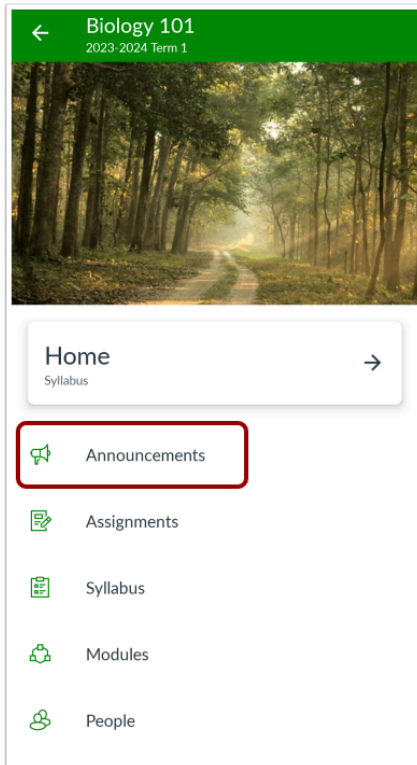 Biology 101
2023-2024 Term 1
Home
Syllabus
Announcements
Assignments
Syllabus
Modules
People